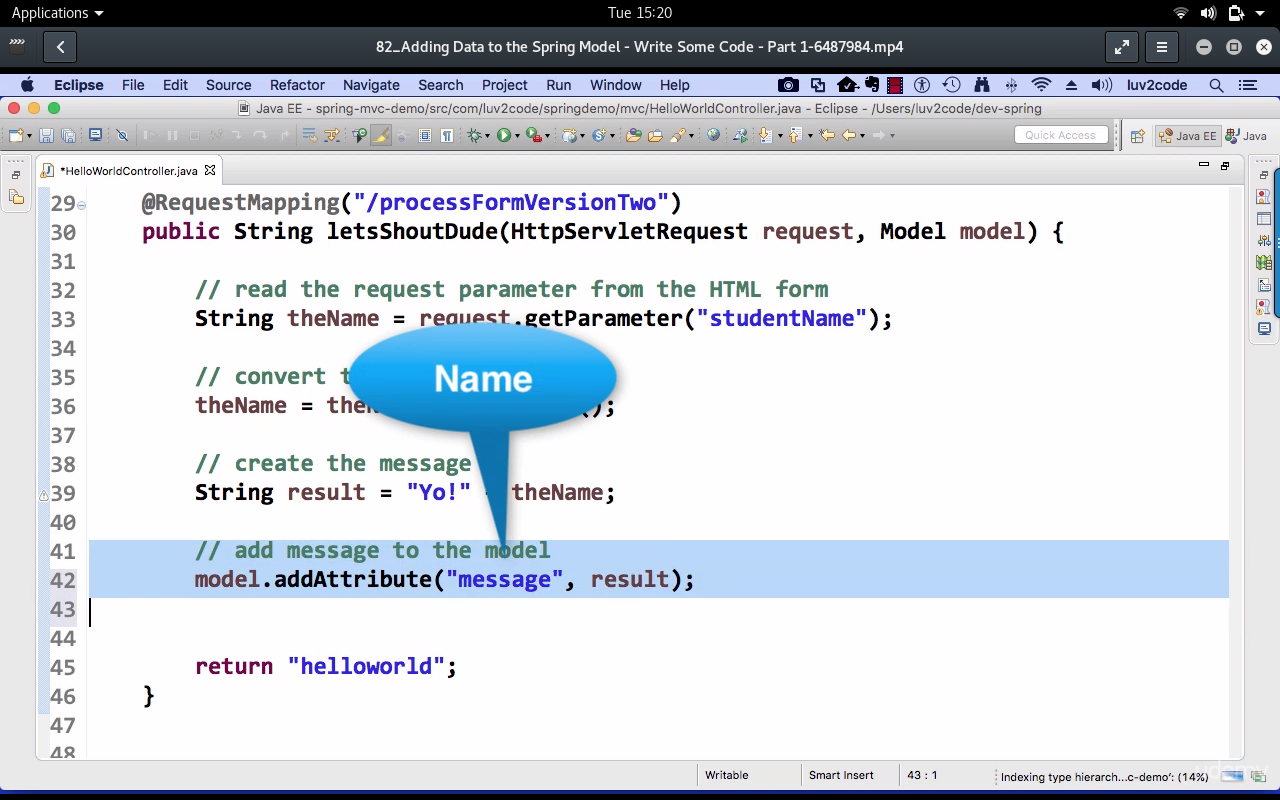 Applications
Tue 15:20
82_Adding Data to the Spring Model - Write Some Code - Part 1-6487984.mp4
Eclipse File Edit Source Refactor Navigate Search Project Run Window Help luv2code
Java EE - spring-mvc-demo/src/com/luv2code/springdemo/mvc/HelloWorldController.java - Eclipse - /Users/luv2code/dev-spring
Quick Access Java EE Java
*HelloWorldController.java
29 @RequestMapping("/processFormVersionTwo")
30 public String letsShoutDude(HttpServletRequest request, Model model) {
31
32 // read the request parameter from the HTML form
33 String theName = request.getParameter("studentName");
34
Name
35 // convert
36 theName = ();
37
38 // create the message
39 String result = "Yo!" theName;
40
41 // add message to the model
42 model.addAttribute("message", result);
43
44
45 return "helloworld";
46 }
47
48
Writable Smart Insert 43 : 1 Indexing type hierarch...c-demo': (14%)
udemy